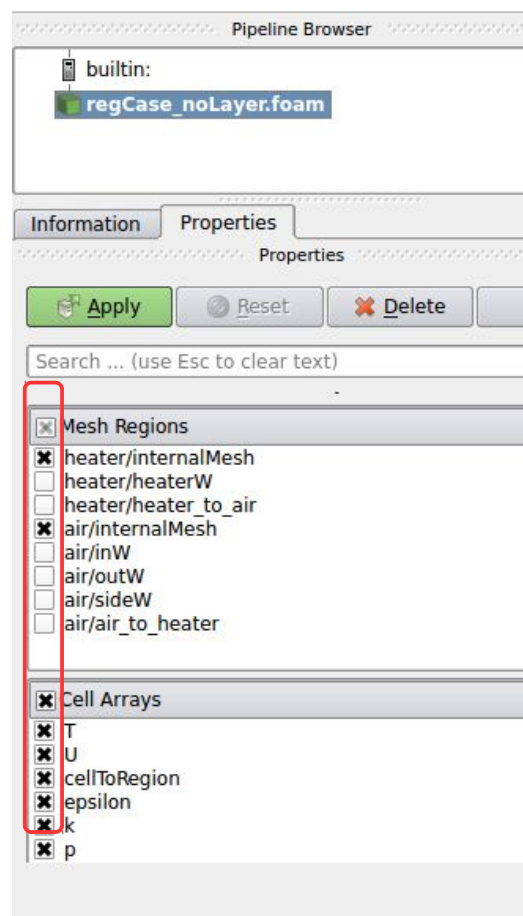 Pipeline Browser
builtin:
regCase_noLayer.foam
Information Properties
Properties
Apply Reset Delete
Search ... (use Esc to clear text)
Mesh Regions
heater/internalMesh
heater/heaterW
heater/heater_to_air
air/internalMesh
air/inW
air/outW
air/sideW
air/air_to_heater
Cell Arrays
T
U
cellToRegion
epsilon
k
p